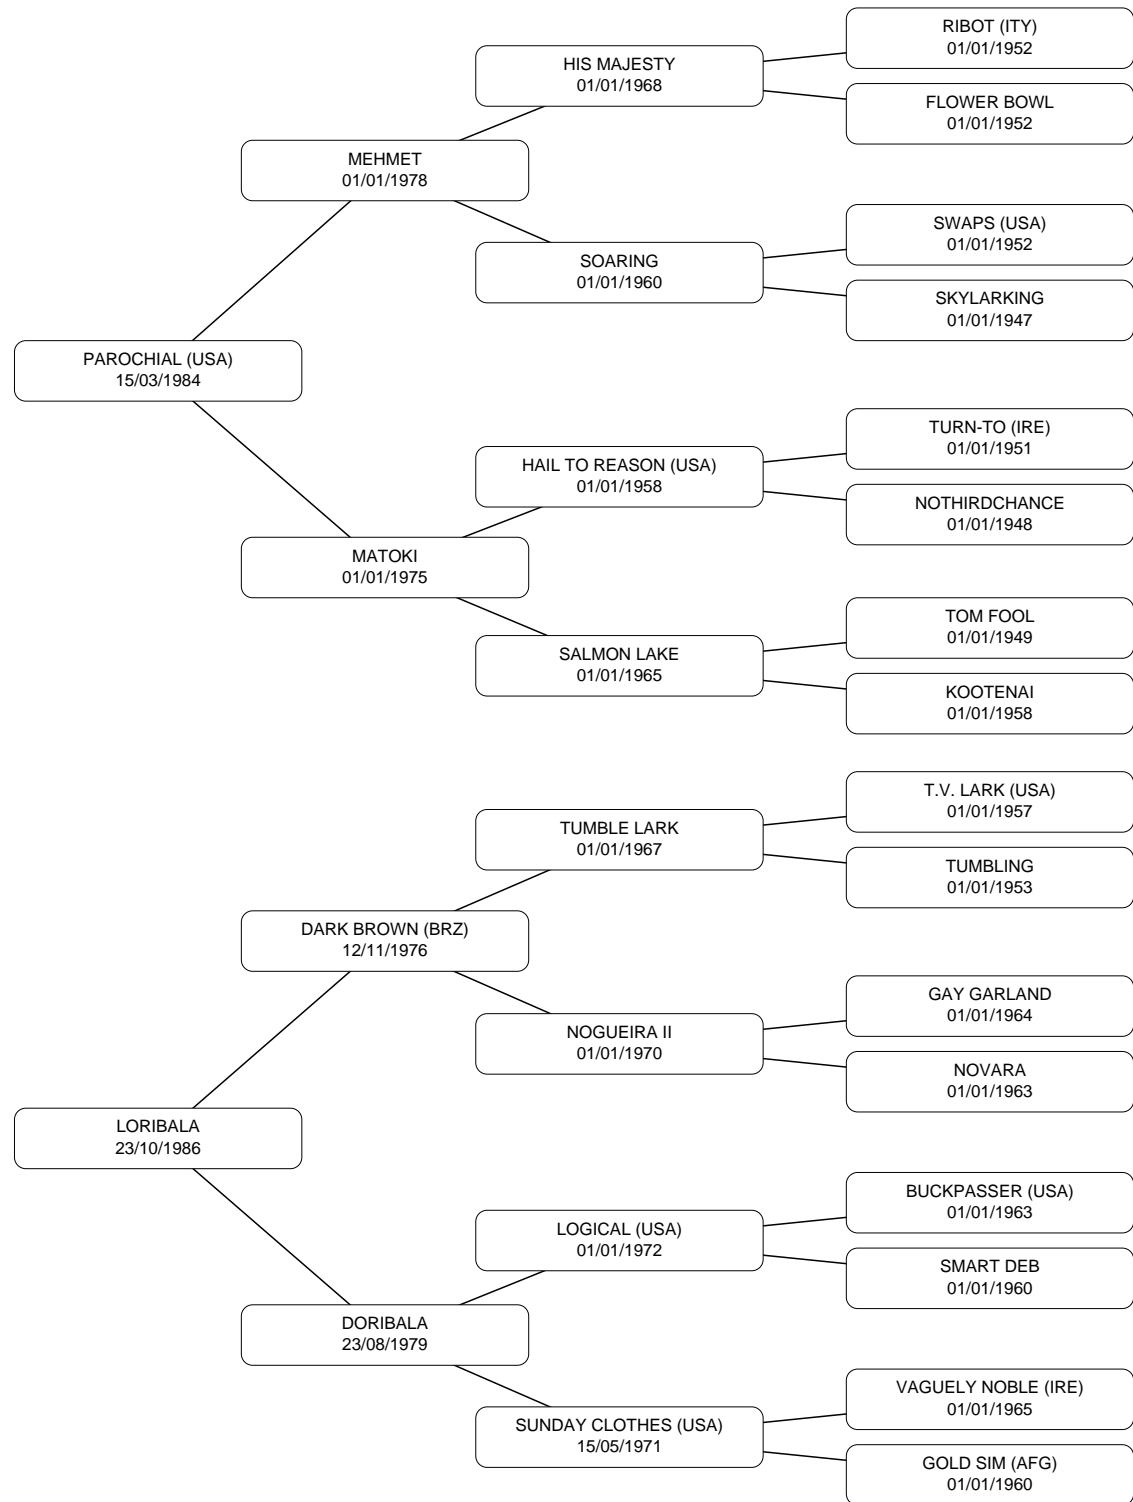 RIBOT (ITY)
01/01/1952
HIS MAJESTY
01/01/1968
FLOWER BOWL
01/01/1952
MEHMET
01/01/1978
SWAPS (USA)
01/01/1952
SOARING
01/01/1960
SKYLARKING
01/01/1947
PAROCHIAL (USA)
15/03/1984
TURN-TO (IRE)
01/01/1951
HAIL TO REASON (USA)
01/01/1958
NOTHIRDCHANCE
01/01/1948
MATOKI
01/01/1975
TOM FOOL
01/01/1949
SALMON LAKE
01/01/1965
KOOTENAI
01/01/1958
T.V. LARK (USA)
01/01/1957
TUMBLE LARK
01/01/1967
TUMBLING
01/01/1953
DARK BROWN (BRZ)
12/11/1976
GAY GARLAND
01/01/1964
NOGUEIRA II
01/01/1970
NOVARA
01/01/1963
LORIBALA
23/10/1986
BUCKPASSER (USA)
01/01/1963
LOGICAL (USA)
01/01/1972
SMART DEB
01/01/1960
DORIBALA
23/08/1979
VAGUELY NOBLE (IRE)
01/01/1965
SUNDAY CLOTHES (USA)
15/05/1971
GOLD SIM (AFG)
01/01/1960